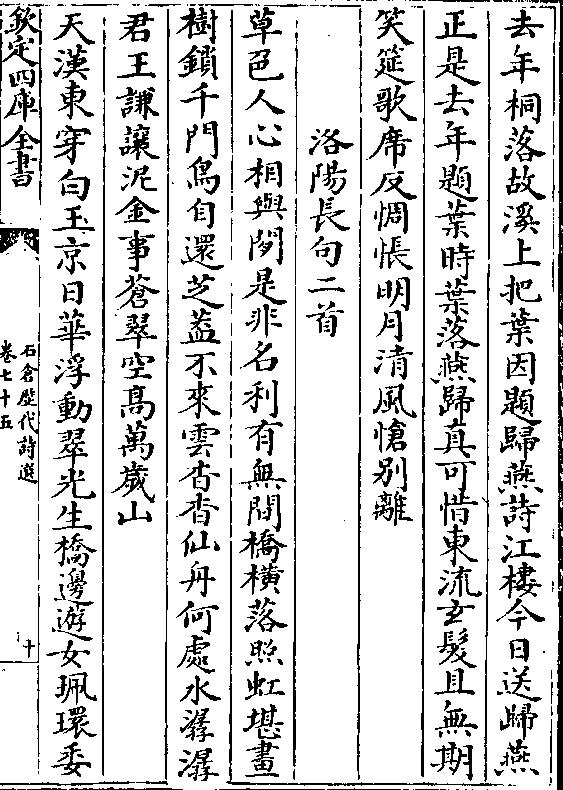 去年桐落故溪上把葉因題歸燕詩江樓今日送歸燕
正是去年題葉時葉落燕歸真可惜東流玄髮且無期
笑筵歌席反惆悵明月清風愴别離
洛陽長句二首
草色人心相與閒是非名利有無間橋橫落照虹堪畫
樹鎖千門鳥自還芝葢不來雲杳杳仙舟何處水潺潺
君王謙讓泥金事蒼翠空高萬歲山
天漢東穿白玉京日華浮動翠光生橋邊遊女珮環委
欽定四庫全書
石倉歴代詩選
卷七十五
十